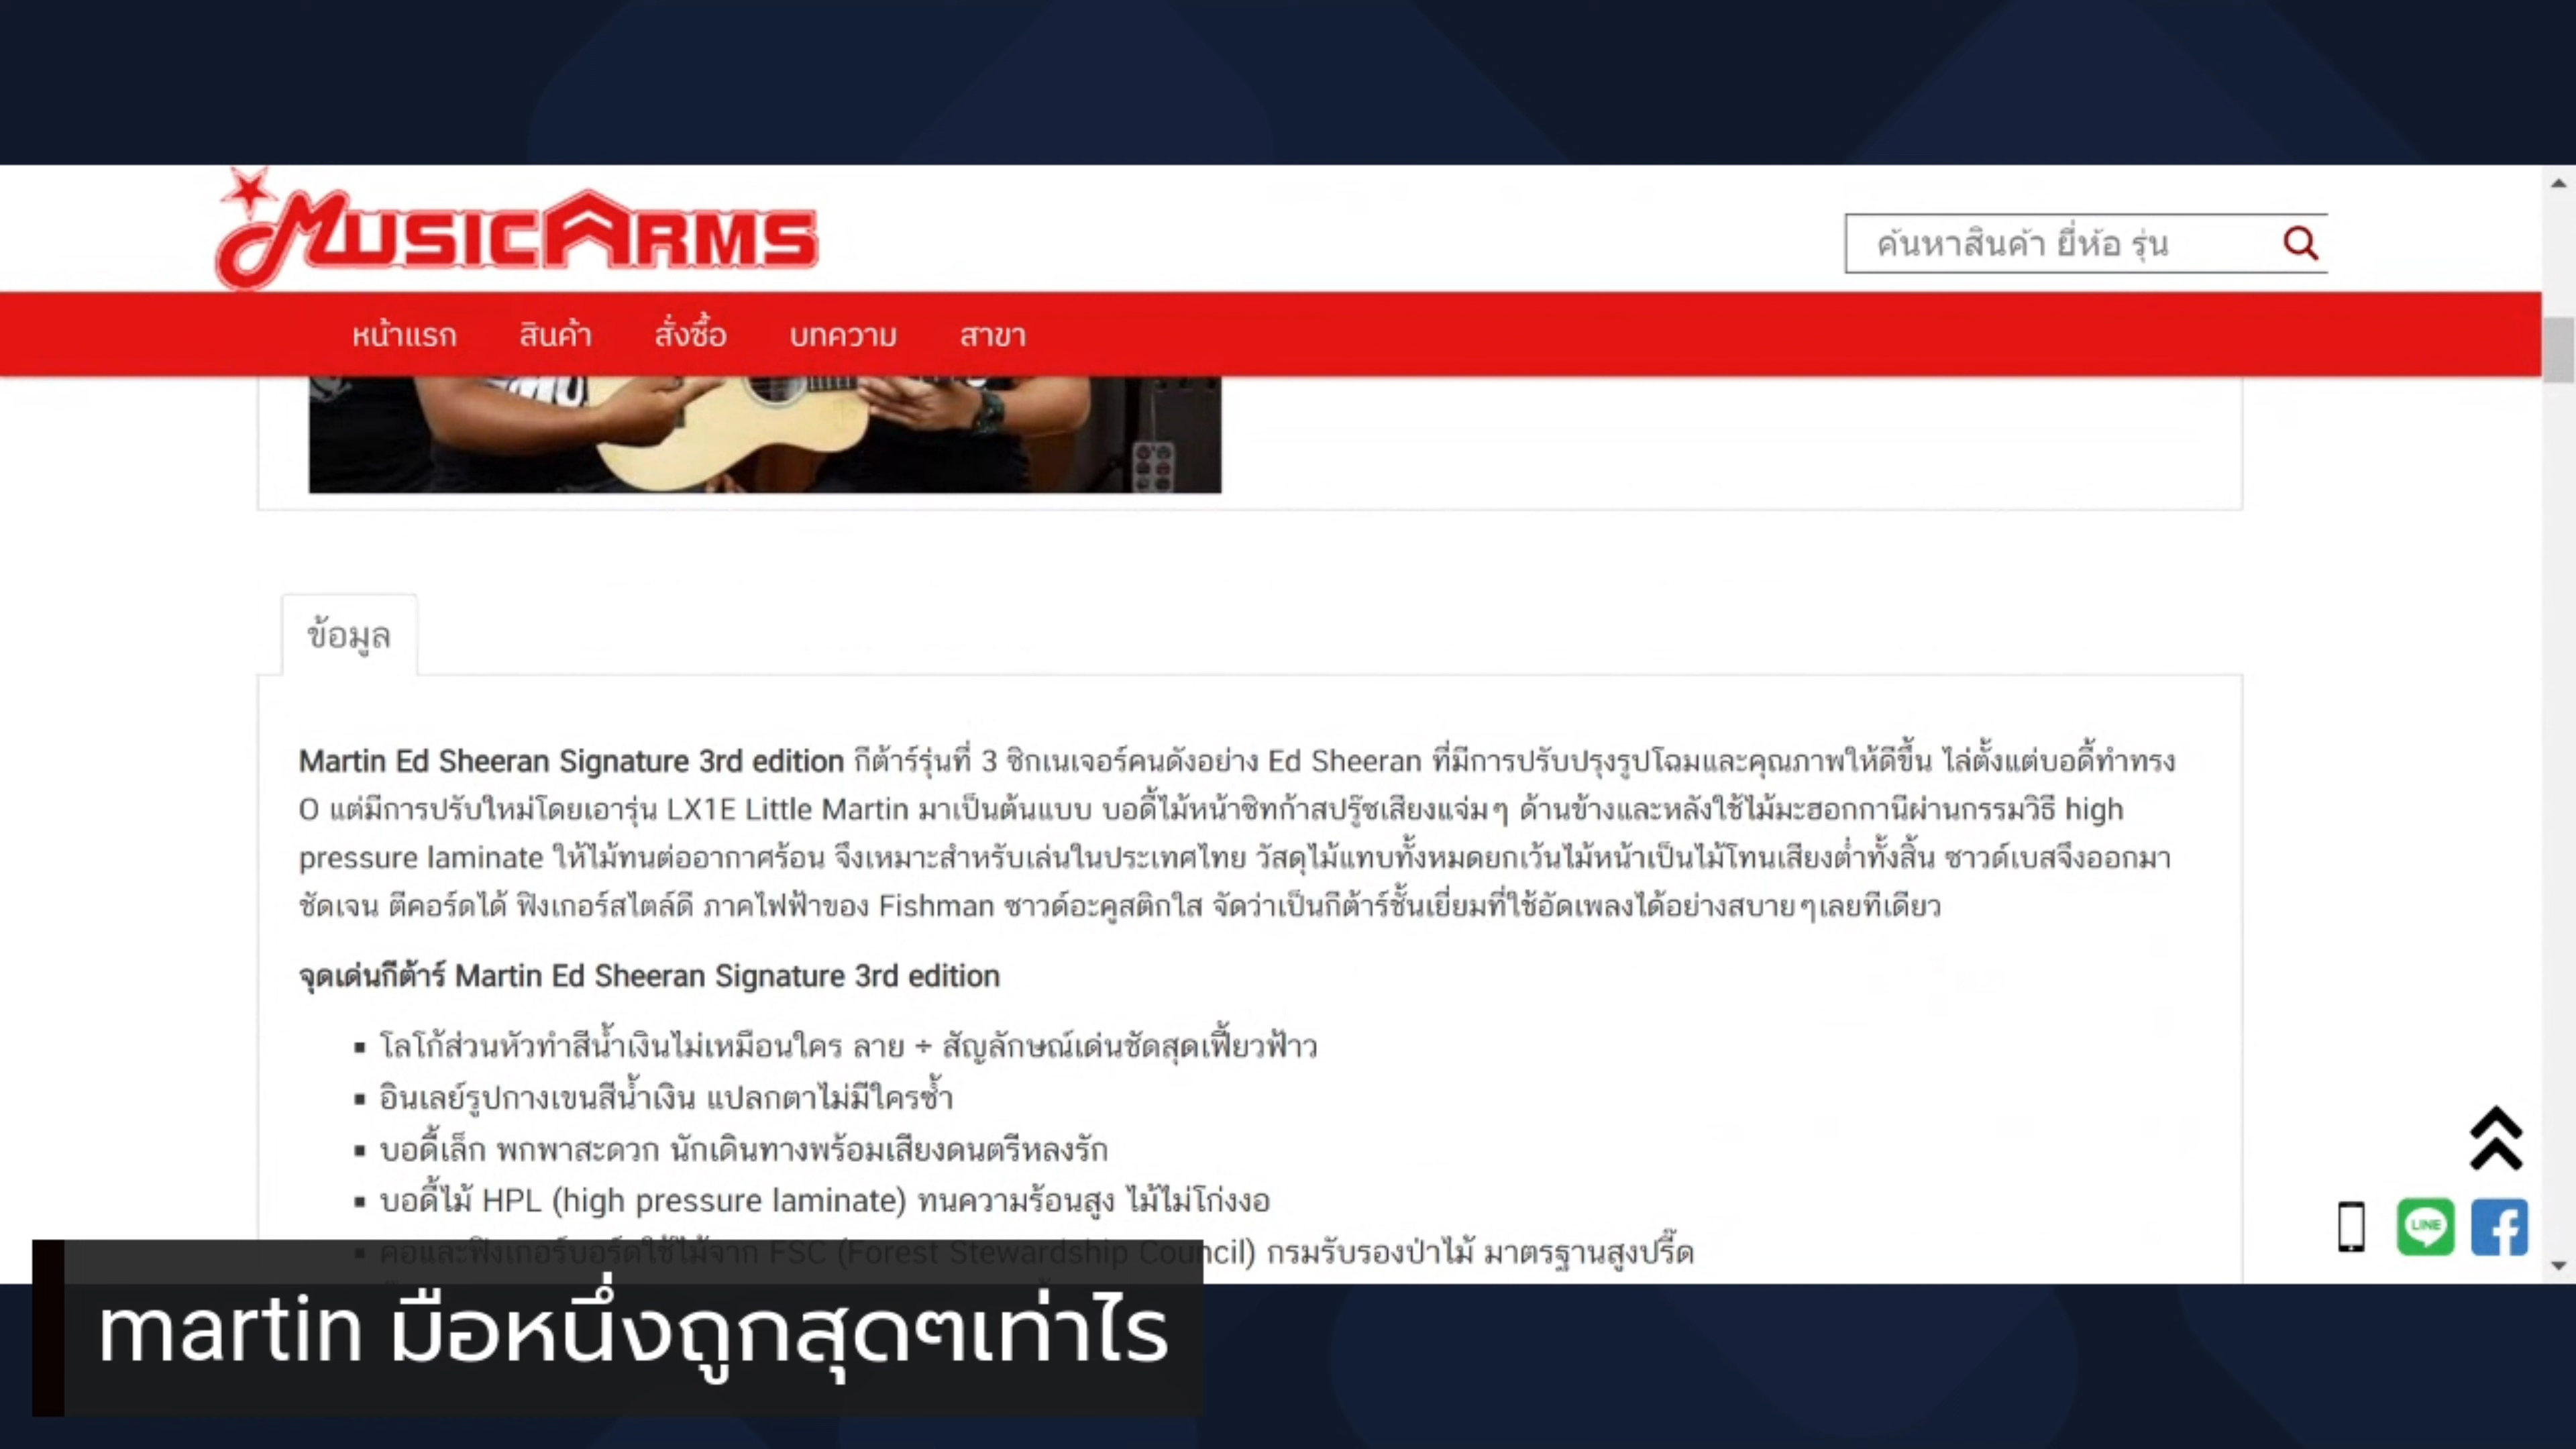 MUSICARMS
ค้นหาสินค้า ยี่ห้อ รุ่น
หน้าแรก สินค้า สั่งซื้อ บทความ สาขา
ข้อมูล
Martin Ed Sheeran Signature 3rd edition กีต้าร์รุ่นที่ 3 ซิกเนเจอร์คนดังอย่าง Ed Sheeran ที่มีการปรับปรุงรูปโฉมและคุณภาพให้ดีขึ้น ไล่ตั้งแต่บอดี้ทำทรง
O แต่มีการปรับใหม่โดยเอารุ่น LX1E Little Martin มาเป็นต้นแบบ บอดี้ไม้หน้าซิทก้าสปรู๊ซเสียงแจ่มๆ ด้านข้างและหลังใช้ไม้มะฮอกกานีผ่านกรรมวิธี high
pressure laminate ให้ไม้ทนต่ออากาศร้อน จึงเหมาะสำหรับเล่นในประเทศไทย วัสดุไม้แทบทั้งหมดยกเว้นไม้หน้าเป็นไม้โทนเสียงต่ำทั้งสิ้น ซาวด์เบสจึงออกมา
ชัดเจน ตีคอร์ดได้ ฟิงเกอร์สไตล์ดี ภาคไฟฟ้าของ Fishman ซาวด์อะคูสติกใส จัดว่าเป็นกีต้าร์ชั้นเยี่ยมที่ใช้อัดเพลงได้อย่างสบายๆเลยทีเดียว
จุดเด่นกีต้าร์ Martin Ed Sheeran Signature 3rd edition
▪ โลโก้ส่วนหัวทำสีน้ำเงินไม่เหมือนใคร ลาย ÷ สัญลักษณ์เด่นชัดสุดเฟี้ยวฟ้าว
▪ อินเลย์รูปกางเขนสีน้ำเงิน แปลกตาไม่มีใครซ้ำ
▪ บอดี้เล็ก พกพาสะดวก นักเดินทางพร้อมเสียงดนตรีหลงรัก
▪ บอดี้ไม้ HPL (high pressure laminate) ทนความร้อนสูง ไม้ไม่โก่งงอ
▪ คอและฟิงเกอร์บอร์ดใช้ไม้จาก FSC (Forest Stewardship Council) กรมรับรองป่าไม้ มาตรฐานสูงปรี๊ด
LINE
martin มือหนึ่งถูกสุดๆเท่าไร